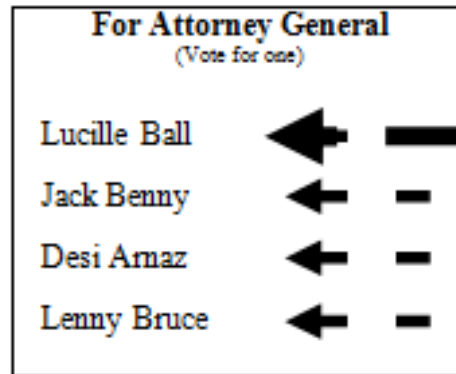 For Attorney General
(Vote for one)
Lucille Ball
Jack Benny
Desi Arnaz
Lenny Bruce